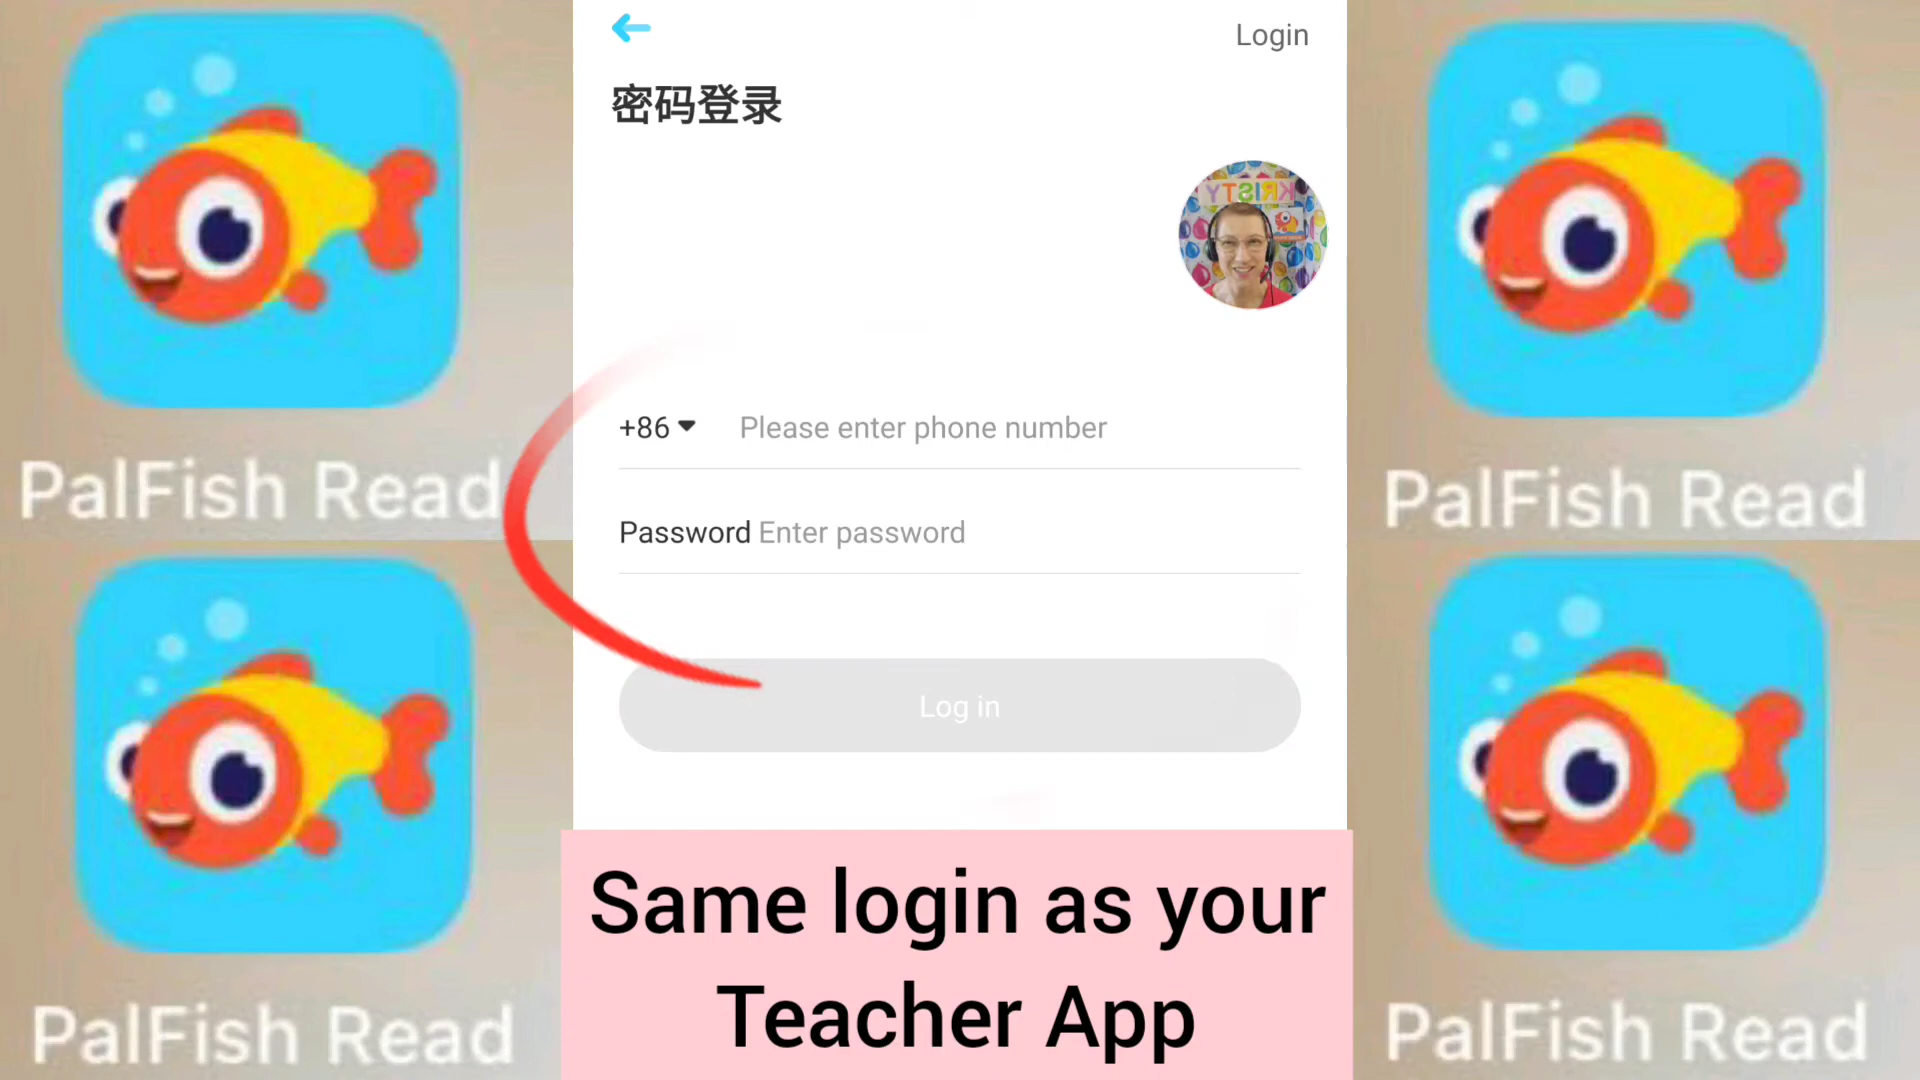 Login
密码登录
KRISTY
+86 Please enter phone number
Password Enter password
Log in
Same login as your
Teacher App
PalFish Read
PalFish Read
PalFish Read
PalFish Read